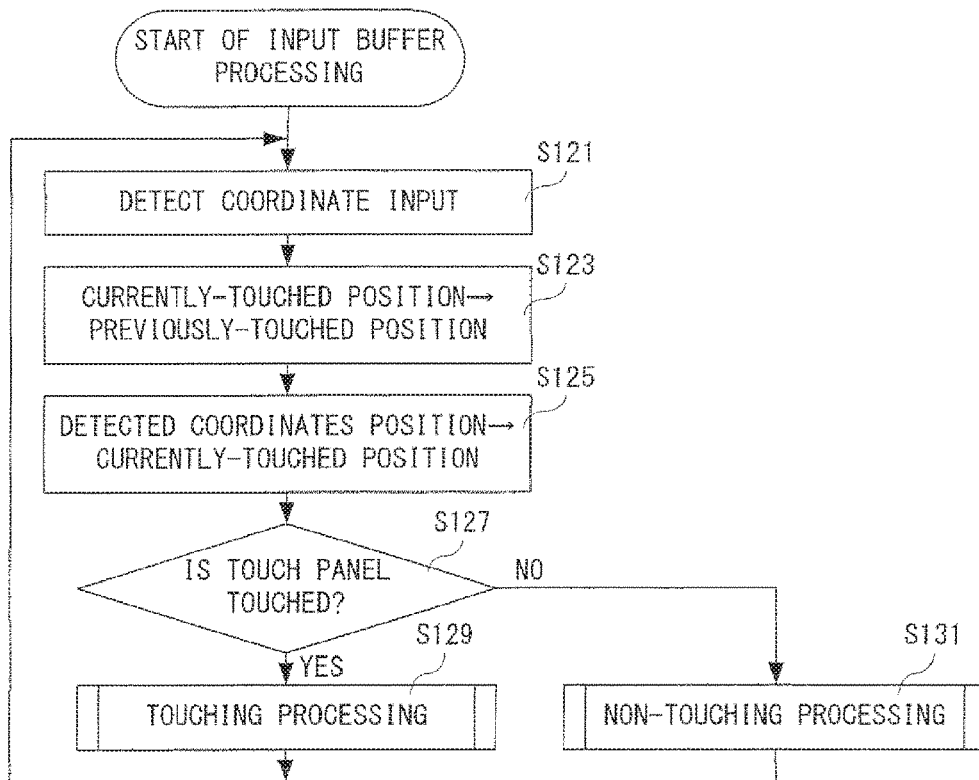 START OF INPUT BUFFER
PROCESSING
S121
DETECT COORDINATE INPUT
S123
CURRENTLY-TOUCHED POSITION→
PREVIOUSLY-TOUCHED POSITION
S125
DETECTED COORDINATES POSITION→
CURRENTLY-TOUCHED POSITION
S127
IS TOUCH PANEL
TOUCHED?
NO
YES
S129
TOUCHING PROCESSING
S131
NON-TOUCHING PROCESSING